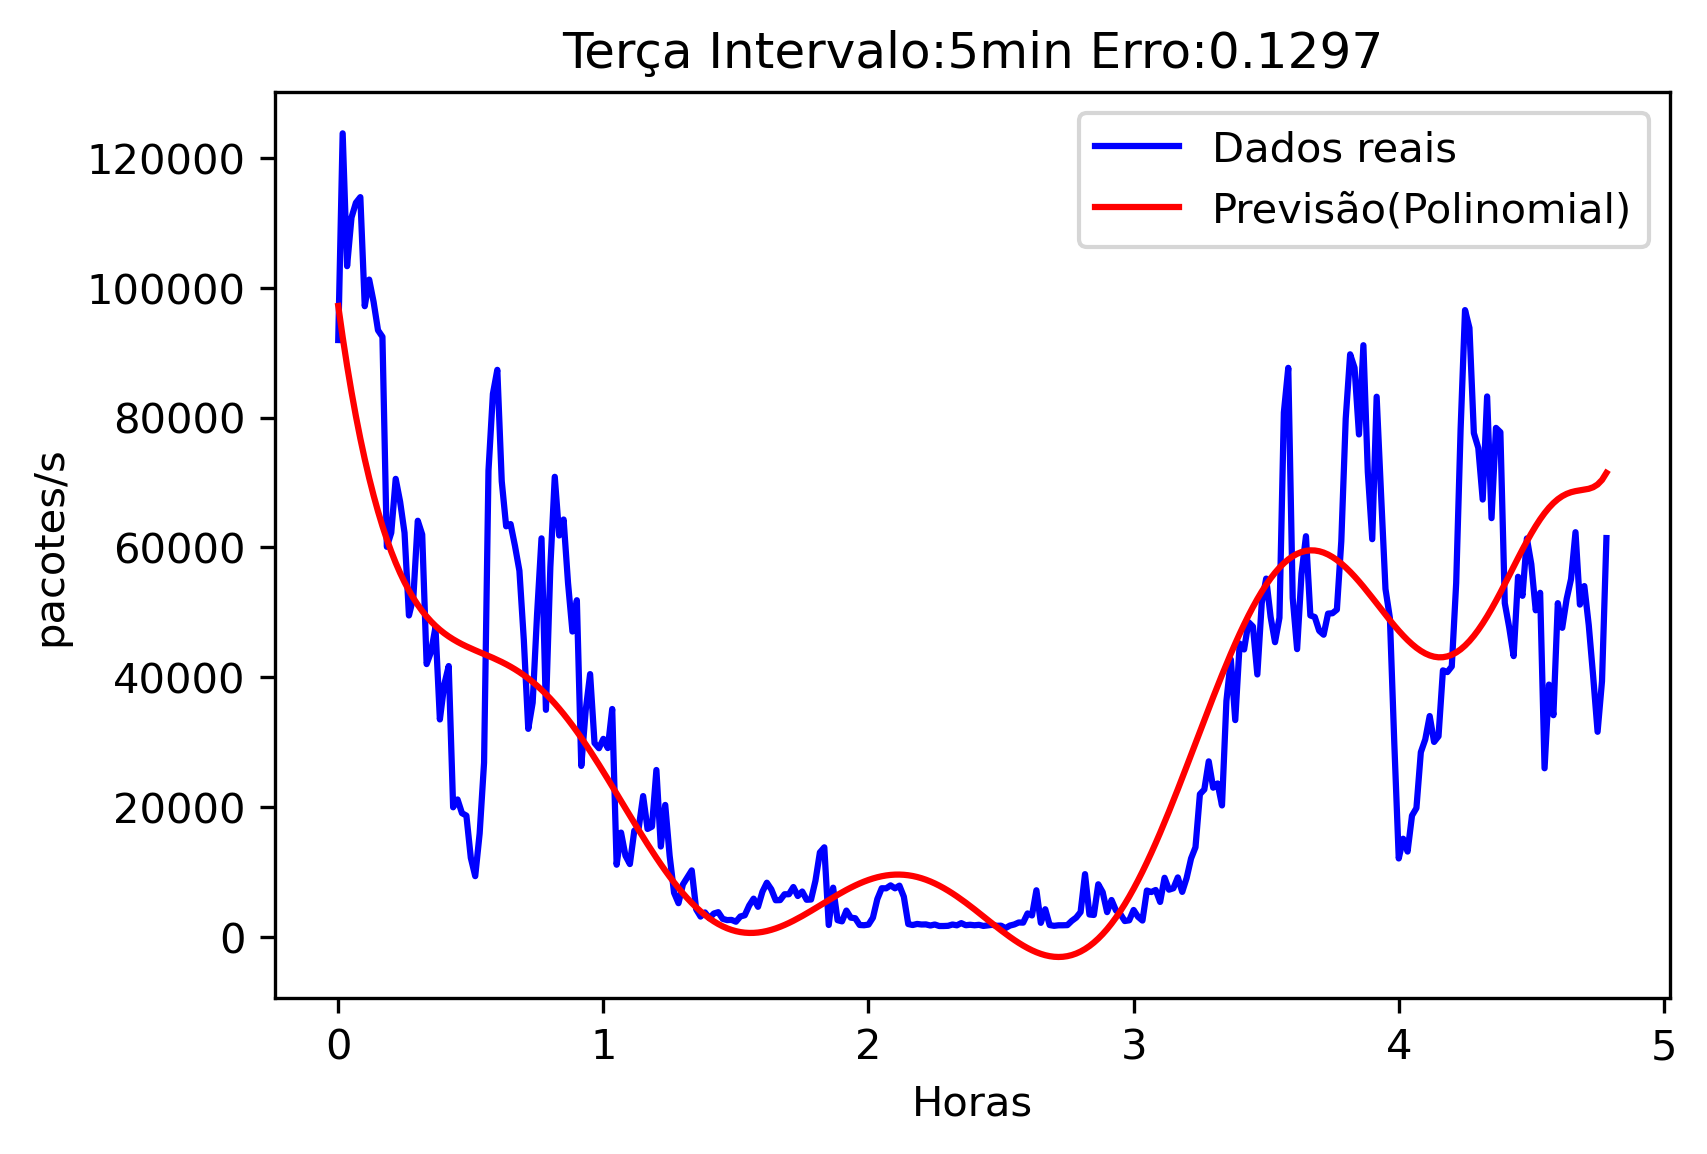 Terça Intervalo:5min Erro:0.1297
Dados reais
Previsão(Polinomial)
120000
100000
80000
60000
40000
20000
0
pacotes/s
0 1 2 3 4 5
Horas